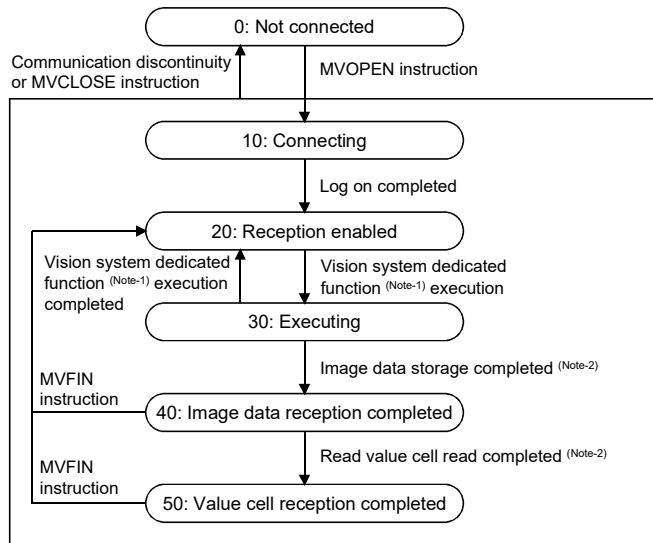 0: Not connected
Communication discontinuity
or MVCLOSE instruction
MVOPEN instruction
10: Connecting
Log on completed
20: Reception enabled
Vision system dedicated
function (Note-1) execution
completed
Vision system dedicated
function (Note-1) execution
30: Executing
Image data storage completed (Note-2)
MVFIN
instruction
40: Image data reception completed
Read value cell read completed (Note-2)
MVFIN
instruction
50: Value cell reception completed